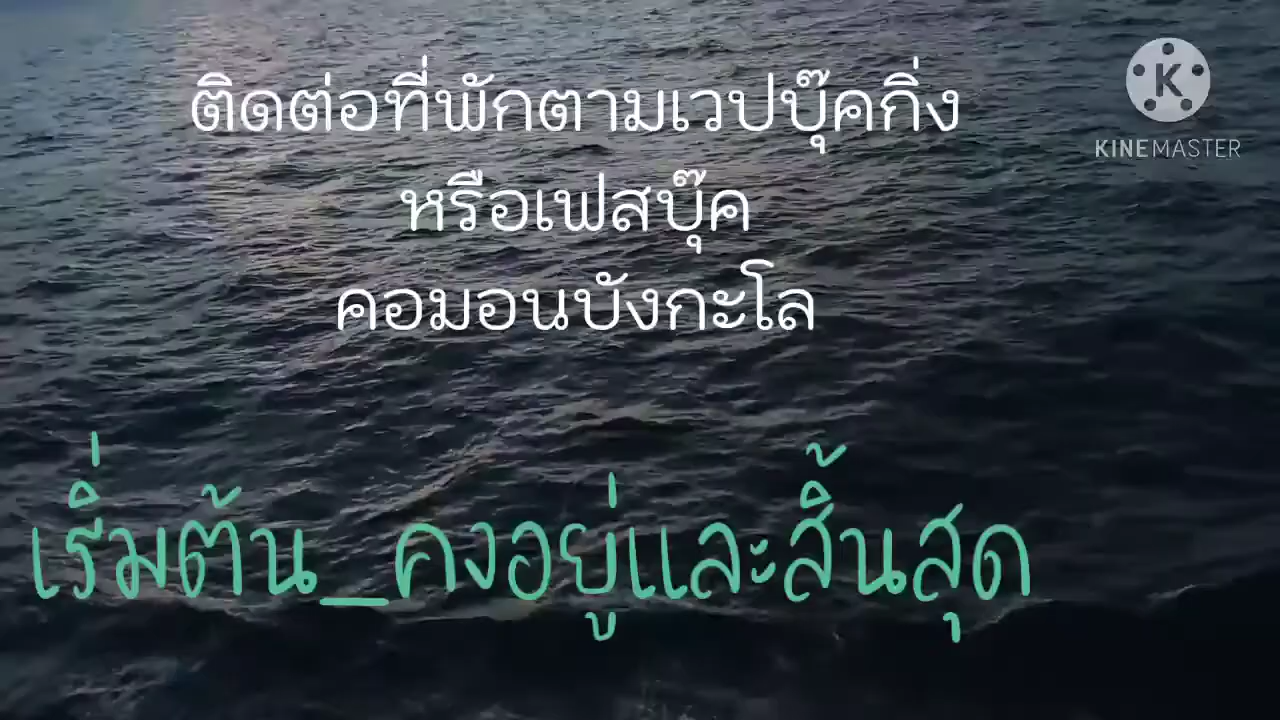 ติดต่อที่พักตามเวปบุ๊คกิ่ง
หรือเฟสบุ๊ค
คอมอนบังกะโล
K
KINEMASTER
เริ่มต้น_คงอยู่และสิ้นสุด